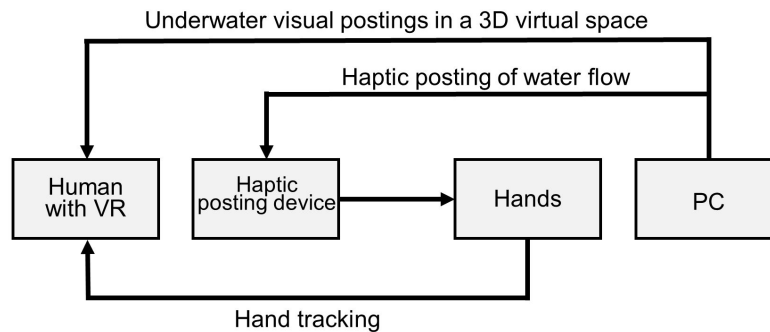 Underwater visual postings in a 3D virtual space
Haptic posting of water flow
Human
with VR
Haptic
posting device
Hands
PC
Hand tracking